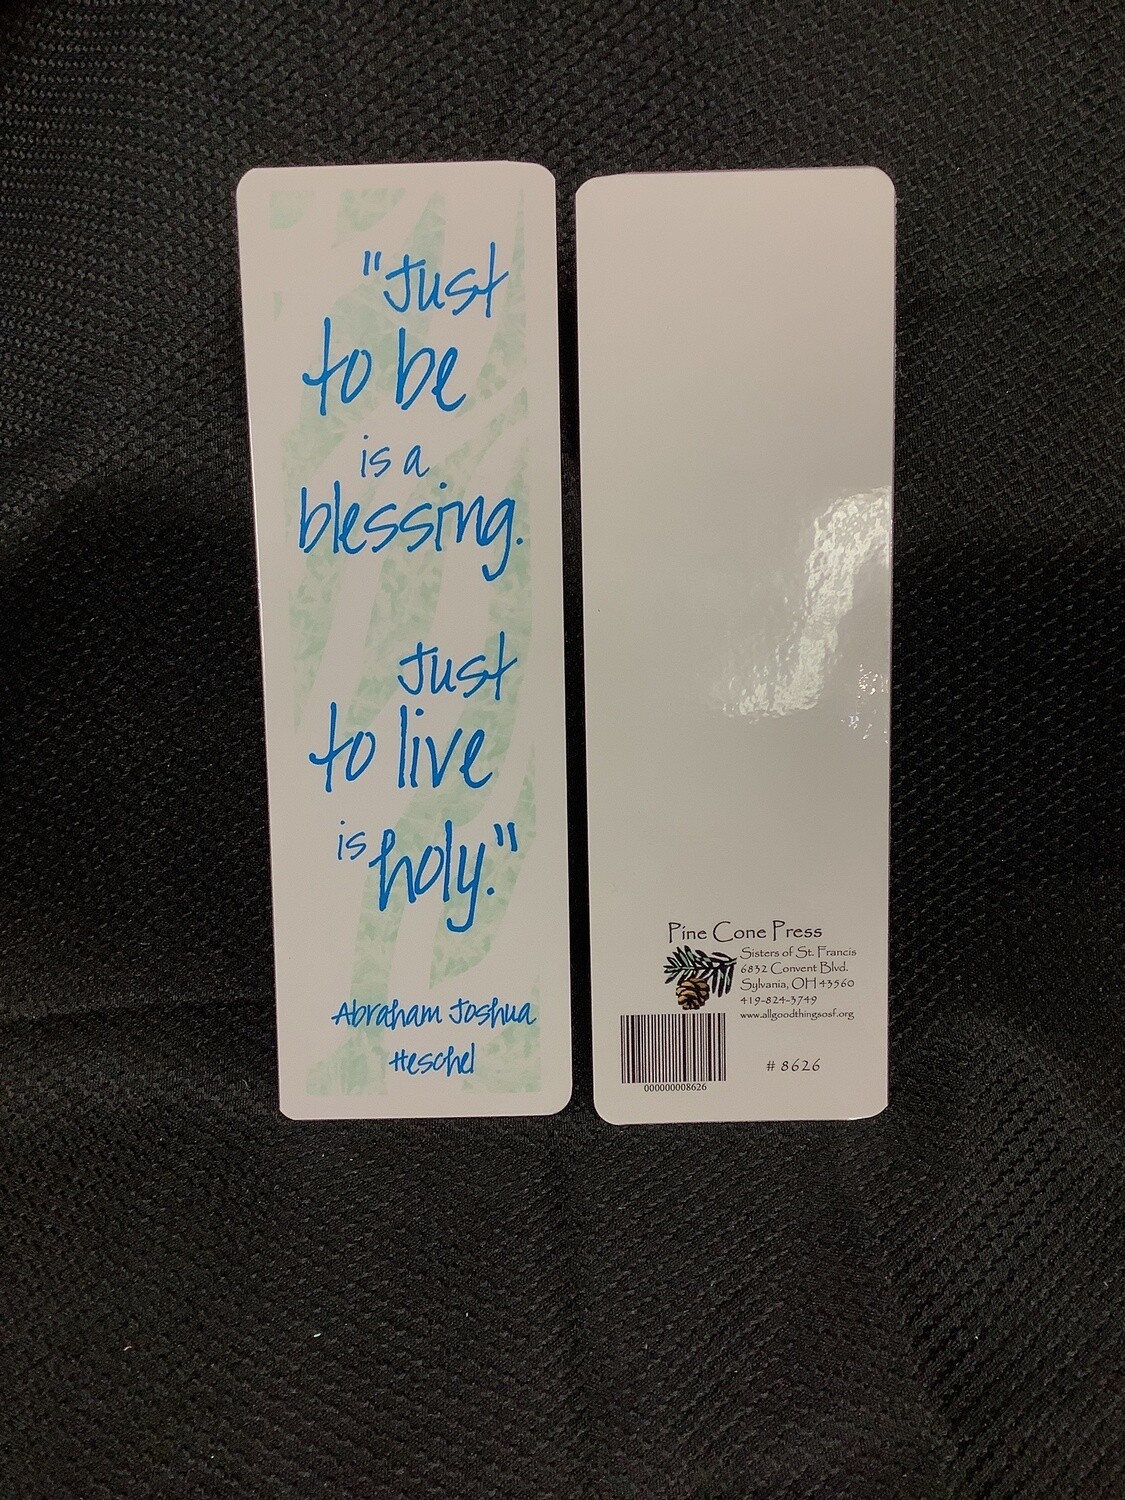 "Just
to be
is a
blessing.
Just
to live
is holy."
Abraham Joshua
Heschel
Pine Cone Press
Sisters of St. Francis
6832 Convent Blvd.
Sylvania, OH 43560
419-824-3749
www.allgoodthingsosf.org
000000008626
# 8626